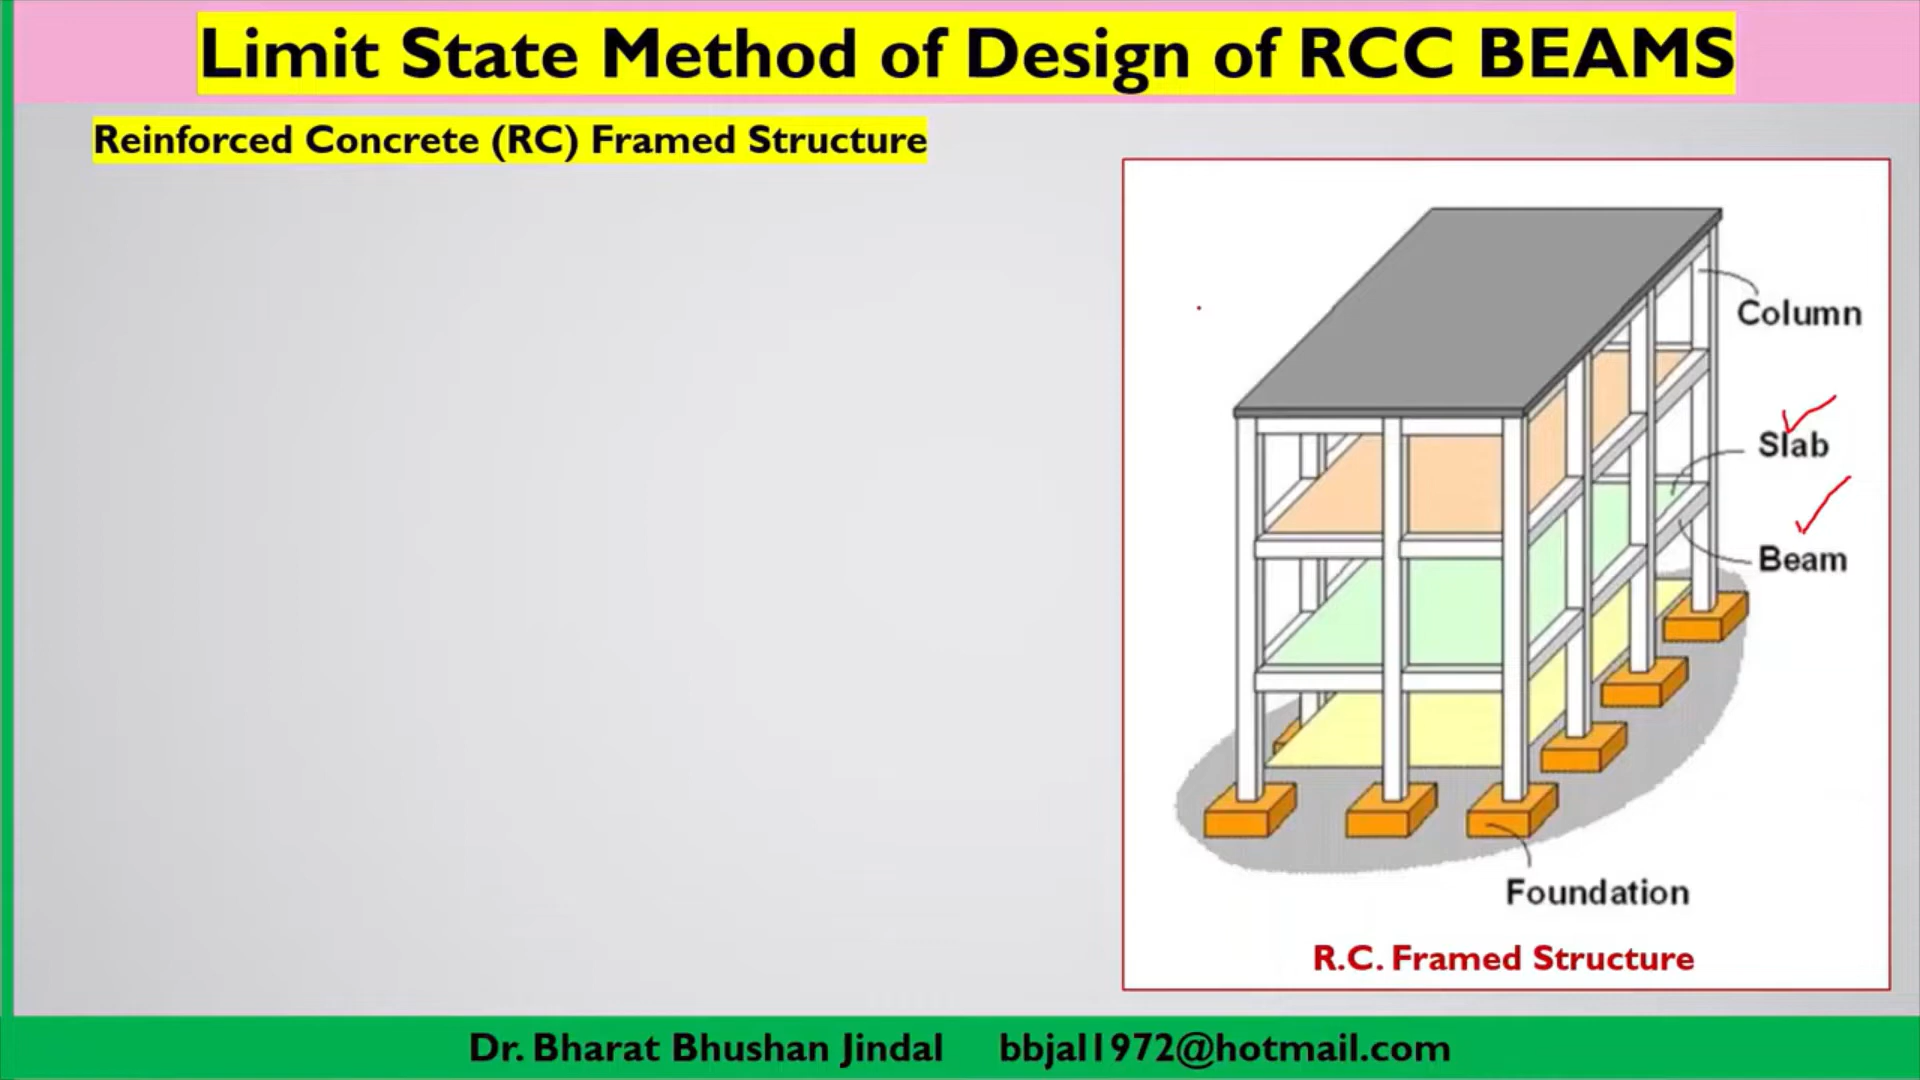 Limit State Method of Design of RCC BEAMS
Reinforced Concrete (RC) Framed Structure
Column
Slab
Beam
Foundation
R.C. Framed Structure
Dr. Bharat Bhushan Jindal bbjal1972@hotmail.com